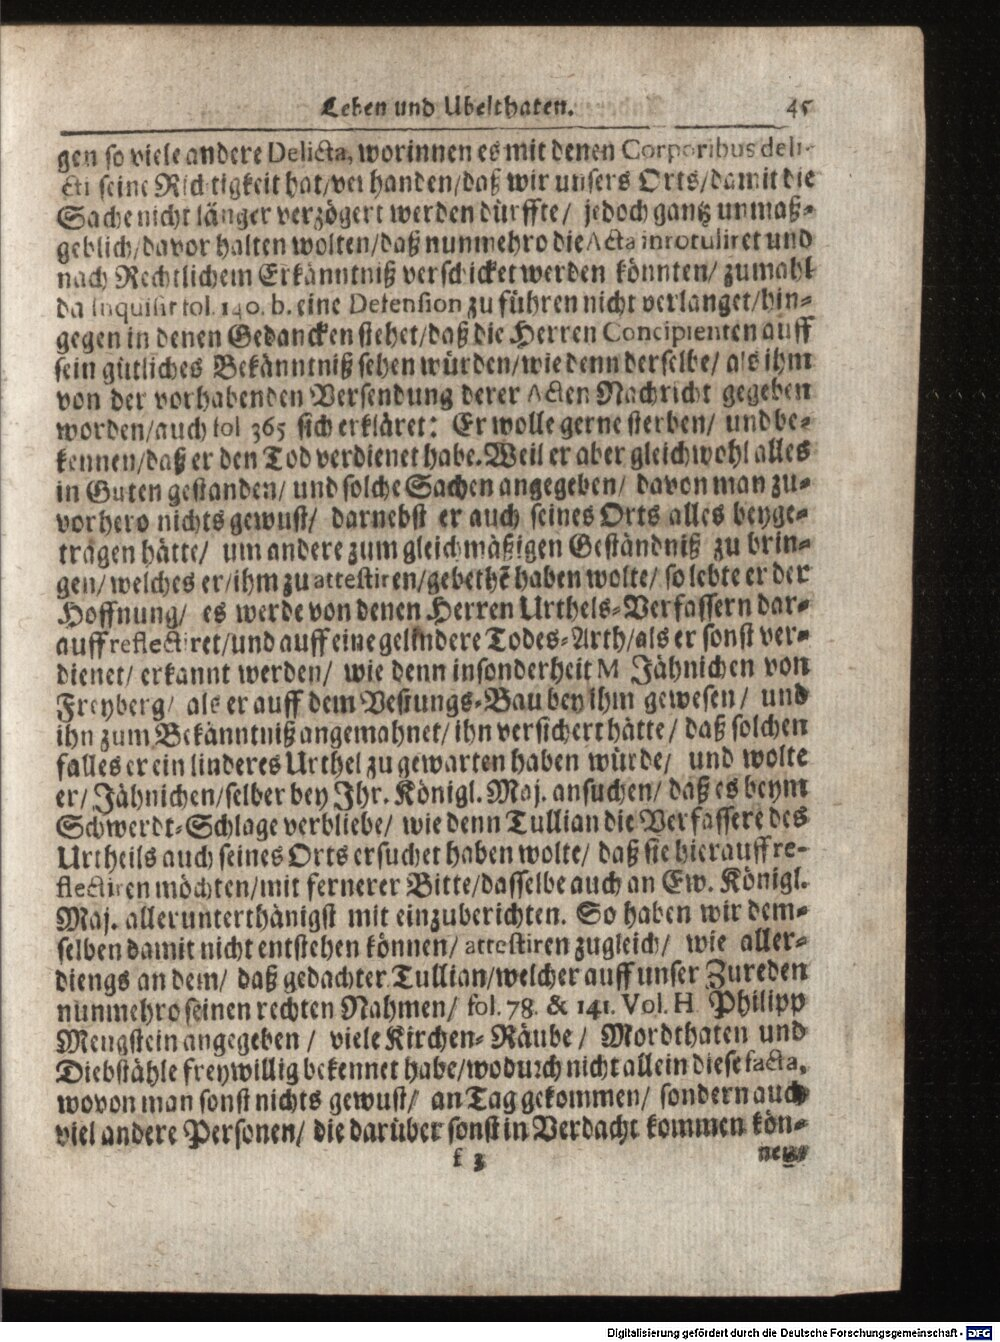 Leben und Ubelthaten. 45
gen so viele andere Delicta, worinnen es mit denen Corporibus deli-
cti seine Richtigkeit hat/ verhanden/ daß wir unsers Orts/ damit die
Sache nicht länger verzögert werden dürffte/ jedoch gantz unmaß-
geblich/ davor halten wolten/ daß nunmehro die Acta inrotuliret und
nach Rechtlichem Erkänntniß verschicket werden könnten/ zumahl
da Inquisit fol. 140. b. eine Defension zu führen nicht verlanget/ hin-
gegen in denen Gedancken stehet/ daß die Herren Concipienten auff
sein gütliches Bekänntniß sehen würden/ wie denn derselbe/ als ihm
von der vorhabenden Versendung derer Acten Nachricht gegeben
worden/ auch fol 365 sich erkläret: Er wolle gerne sterben/ und be-
kennen/ daß er den Tod verdienet habe. Weil er aber gleichwohl alles
in Guten gestanden/ und solche Sachen angegeben/ davon man zu-
vorhero nichts gewust/ darnebst er auch seines Orts alles beyge-
tragen hätte/ um andere zum gleichmäßigen Geständniß zu brin-
gen/ welches er/ ihm zu attestiren/ gebethẽ haben wolte/ so lebte er der
Hoffnung/ es werde von denen Herren Urthels-Verfassern dar-
auff reflectiret/ und auff eine gelindere Todes-Arth/ als er sonst ver-
dienet/ erkannt werden/ wie denn insonderheit M Jähnichen von
Freyberg/ als er auff dem Vestungs-Bau bey ihm gewesen/ und
ihn zum Bekänntniß angemahnet/ ihn versichert hätte/ daß solchen
falles er ein linderes Urthel zu gewarten haben würde/ und wolte
er/ Jähnichen/ selber bey Ihr. Königl. Maj. ansuchen/ daß es beym
Schwerdt-Schlage verbliebe/ wie denn Tullian die Verfassere des
Urtheils auch seines Orts ersuchet haben wolte/ daß sie hierauff re-
flectiren möchten/ mit fernerer Bitte/ dasselbe auch an Ew. Königl.
Maj. allerunterthänigst mit einzuberichten. So haben wir dem-
selben damit nicht entstehen können/ attestiren zugleich/ wie aller-
diengs an dem/ daß gedachter Tullian/ welcher auff unser Zureden
nunmehro seinen rechten Nahmen/ fol. 78. & 141. Vol. H Philipp
Mengstein angegeben / viele Kirchen-Räube / Mordthaten und
Diebstähle freywillig bekennet habe/ wodurch nicht allein diese facta,
wovon man sonst nichts gewust/ an Tag gekommen/ sondern auch
viel andere Personen/ die darüber sonst in Verdacht kommen kön-
f 3 nen/
Digitalisierung gefördert durch die Deutsche Forschungsgemeinschaft - DFG